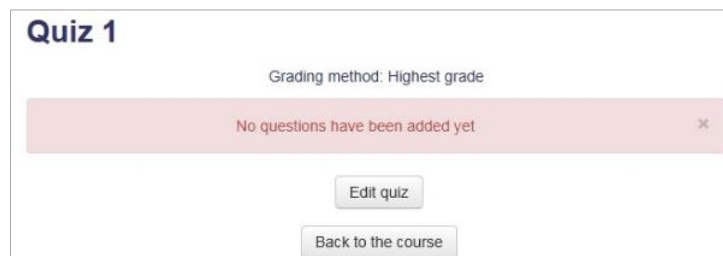 Quiz 1
Grading method: Highest grade
No questions have been added yet ×
Edit quiz
Back to the course